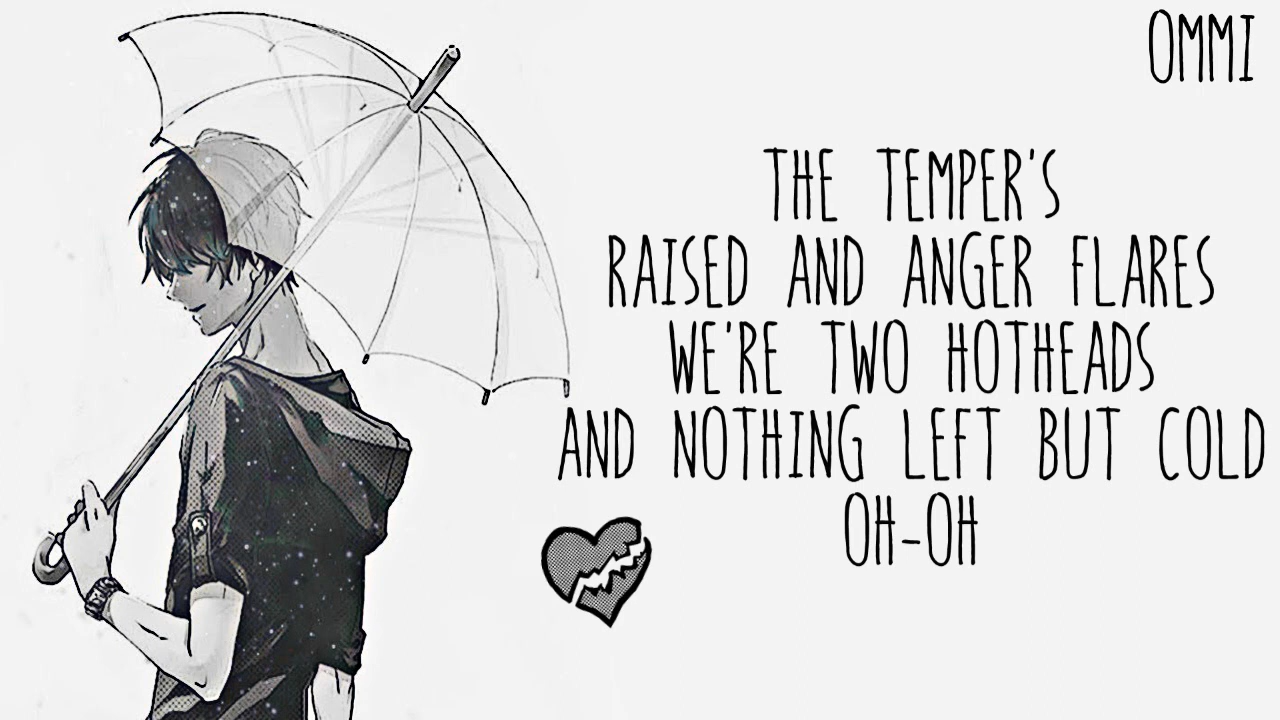 OMMI
THE TEMPER'S
RAISED AND ANGER FLARES
WE'RE TWO HOTHEADS
AND NOTHING LEFT BUT COLD
OH-OH